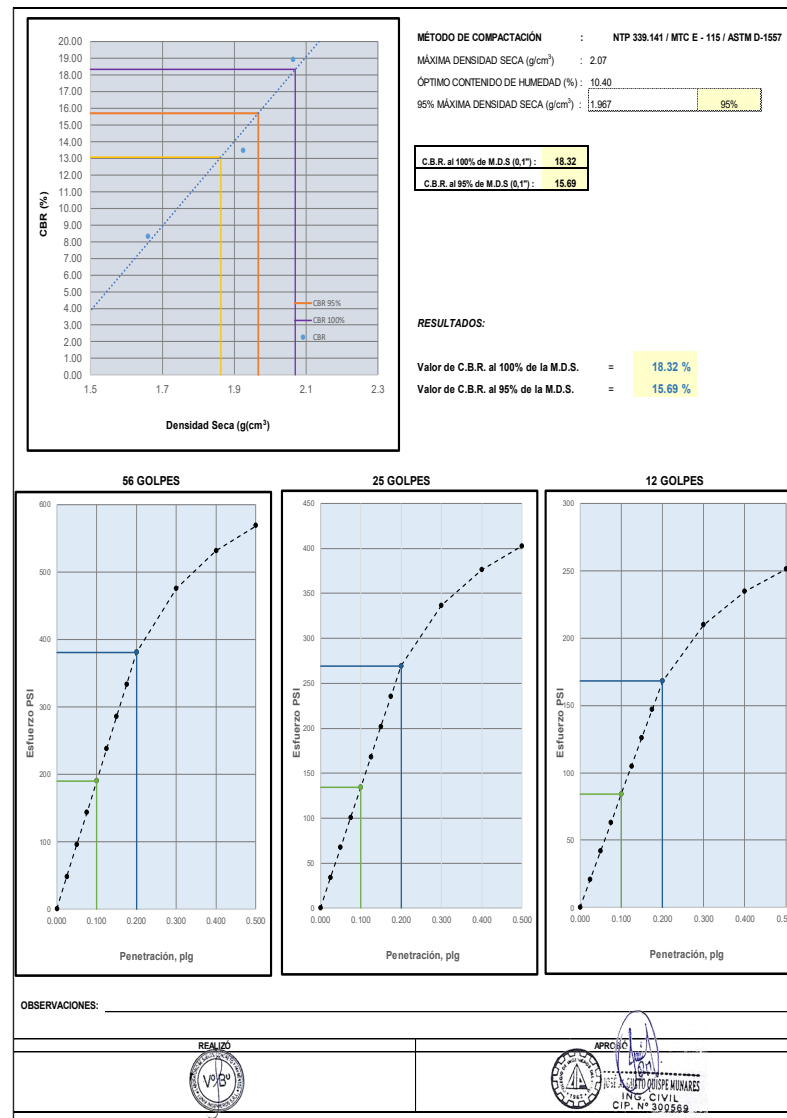 MÉTODO DE COMPACTACIÓN : NTP 339.141 / MTC E - 115 / ASTM D-1557
MÁXIMA DENSIDAD SECA (g/cm³) : 2.07
ÓPTIMO CONTENIDO DE HUMEDAD (%) : 10.40
95% MÁXIMA DENSIDAD SECA (g/cm³) : 1.967 95%
C.B.R. al 100% de M.D.S (0,1") : 18.32
C.B.R. al 95% de M.D.S (0,1") : 15.69
20.00
19.00
18.00
17.00
16.00
15.00
14.00
13.00
12.00
11.00
10.00
9.00
8.00
7.00
6.00
5.00
4.00
3.00
2.00
1.00
0.00
CBR (%)
CBR 95%
CBR 100%
CBR
1.5 1.7 1.9 2.1 2.3
Densidad Seca (g(cm³)
RESULTADOS:
Valor de C.B.R. al 100% de la M.D.S. = 18.32 %
Valor de C.B.R. al 95% de la M.D.S. = 15.69 %
56 GOLPES
600
500
400
300
200
100
0
Esfuerzo PSI
0.000 0.100 0.200 0.300 0.400 0.500
Penetración, plg
25 GOLPES
450
400
350
300
250
200
150
100
50
0
Esfuerzo PSI
0.000 0.100 0.200 0.300 0.400 0.500
Penetración, plg
12 GOLPES
300
250
200
150
100
50
0
Esfuerzo PSI
0.000 0.100 0.200 0.300 0.400 0.500
Penetración, plg
OBSERVACIONES:
REALIZÓ
APROBÓ
VºBº
QUISPE MUNARES
ING. CIVIL
CIP. Nº 300569